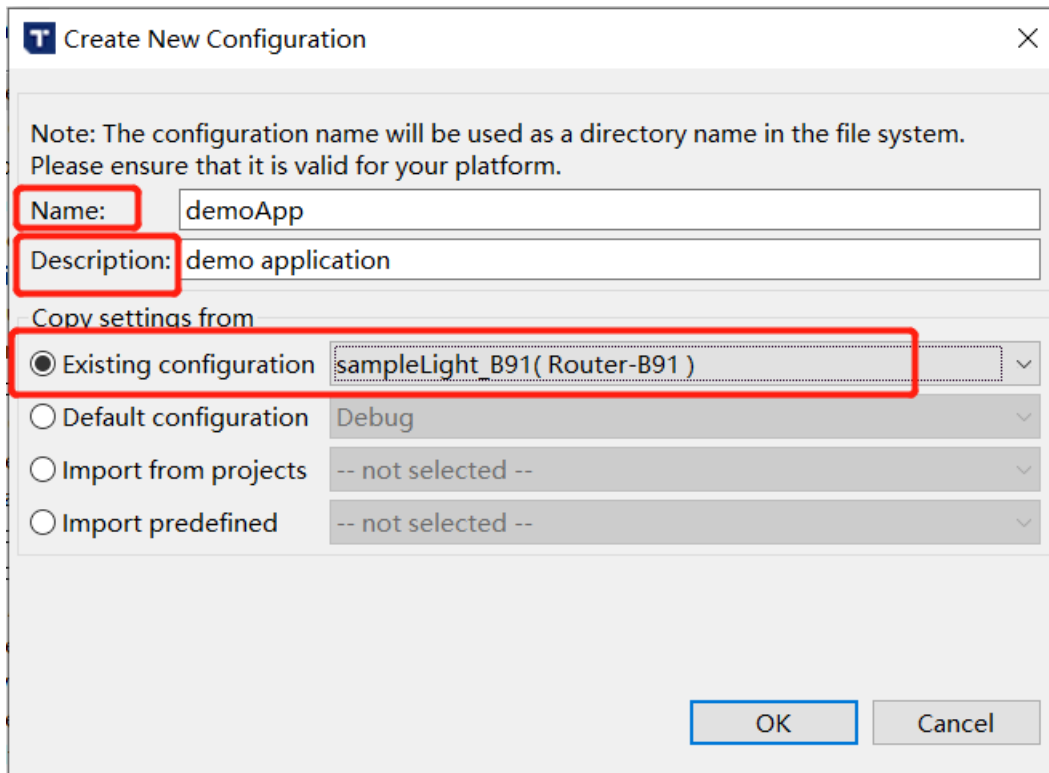 Create New Configuration
Note: The configuration name will be used as a directory name in the file system.
Please ensure that it is valid for your platform.
Name: demoApp
Description: demo application
Copy settings from
Existing configuration sampleLight_B91( Router-B91 )
Default configuration Debug
Import from projects -- not selected --
Import predefined -- not selected --
OK Cancel